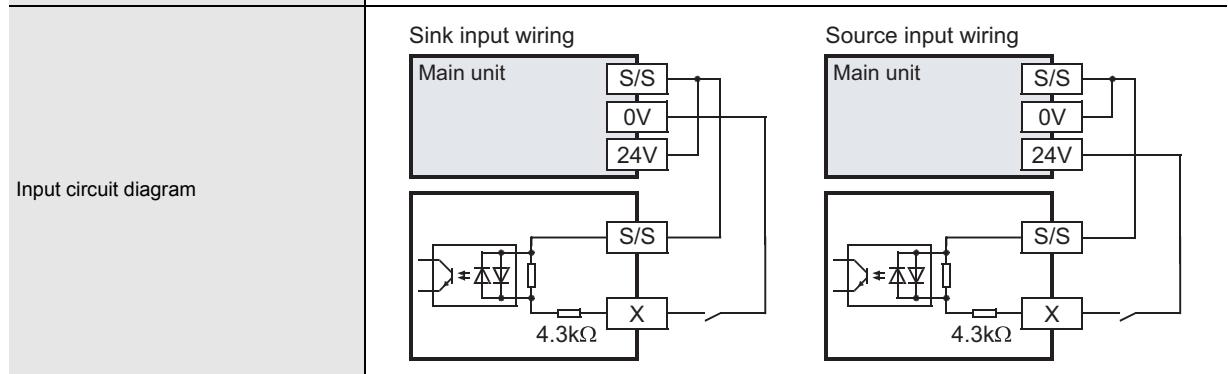 Input circuit diagram
Sink input wiring
Main unit
S/S
0V
24V
S/S
X
4.3kΩ
Source input wiring
Main unit
S/S
0V
24V
S/S
X
4.3kΩ